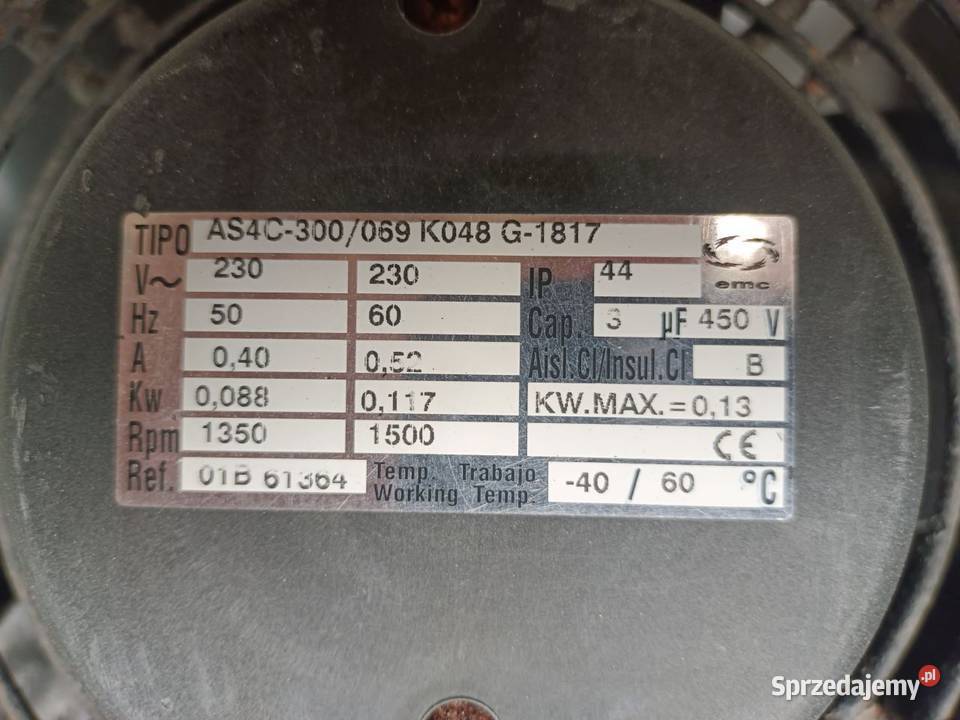 TIPO AS4C-300/069 K048 G-1817
V~ 230 230 IP 44 emc
Hz 50 60 Cap. 3 µF 450 V
A 0,40 0,52 Aisl.Cl/Insul.Cl B
Kw 0,088 0,117 KW.MAX.=0,13
Rpm 1350 1500 CE
Ref. 01B 61364 Temp. Trabajo -40 / 60 °C
Working Temp.
Sprzedajemy.pl